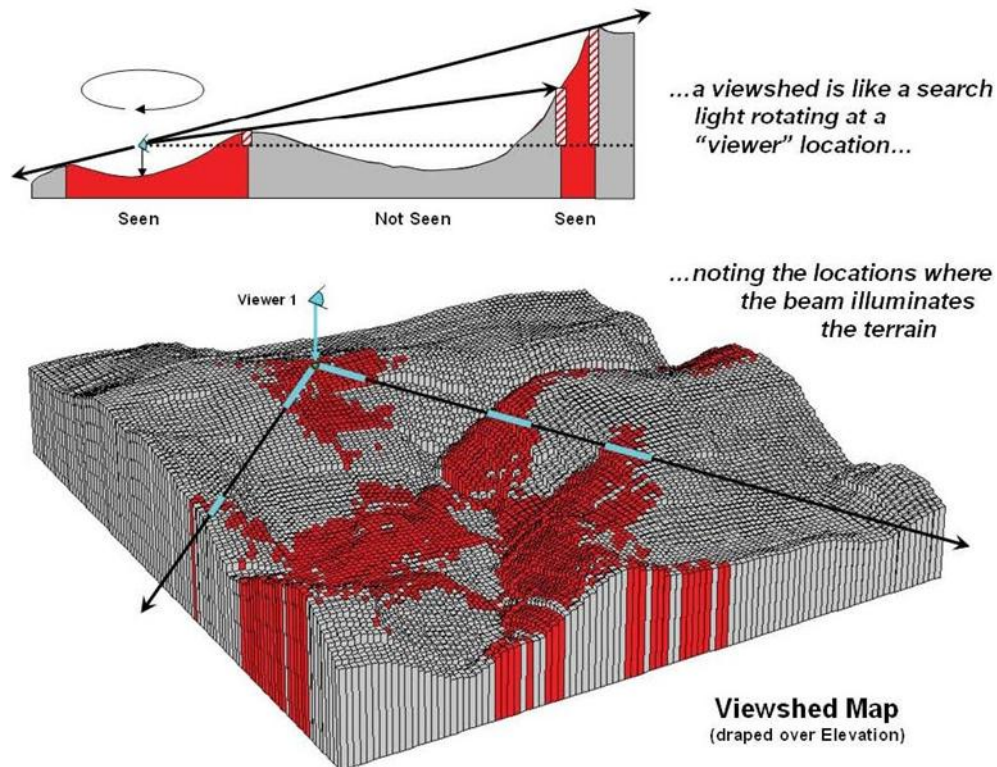 ...a viewshed is like a search
light rotating at a
“viewer” location...
Seen
Not Seen
Seen
...noting the locations where
the beam illuminates
the terrain
Viewer 1
Viewshed Map
(draped over Elevation)